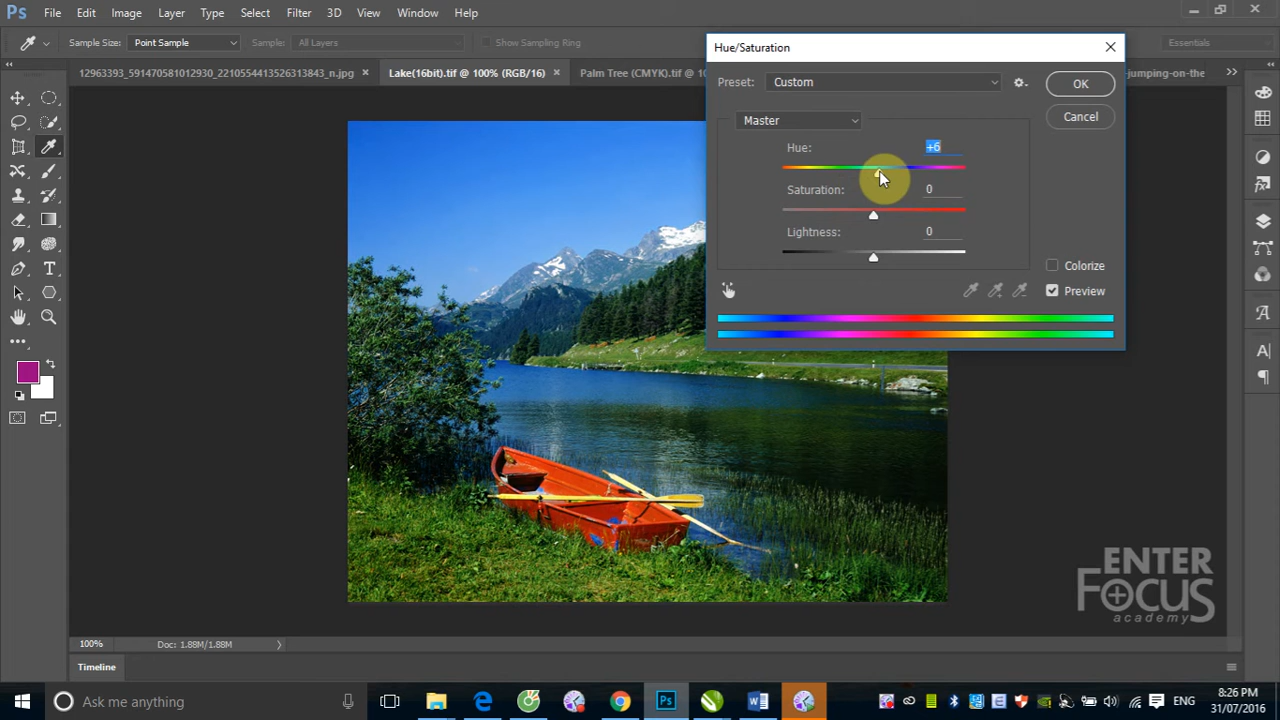 Ps File Edit Image Layer Type Select Filter 3D View Window Help
Sample Size: Point Sample Sample: All Layers Show Sampling Ring Essentials
12963393_591470581012930_2210554413526313843_n.jpg Lake(16bit).tif @ 100% (RGB/16) Palm Tree (CMYK).tif @ 10 -jumping-on-the
Hue/Saturation
Preset: Custom
OK
Cancel
Master
Hue: +6
Saturation: 0
Lightness: 0
Colorize
Preview
100% Doc: 1.88M/1.88M
Timeline
ENTER
FOCUS
academy
Ask me anything
Ps
ENG
8:26 PM
31/07/2016